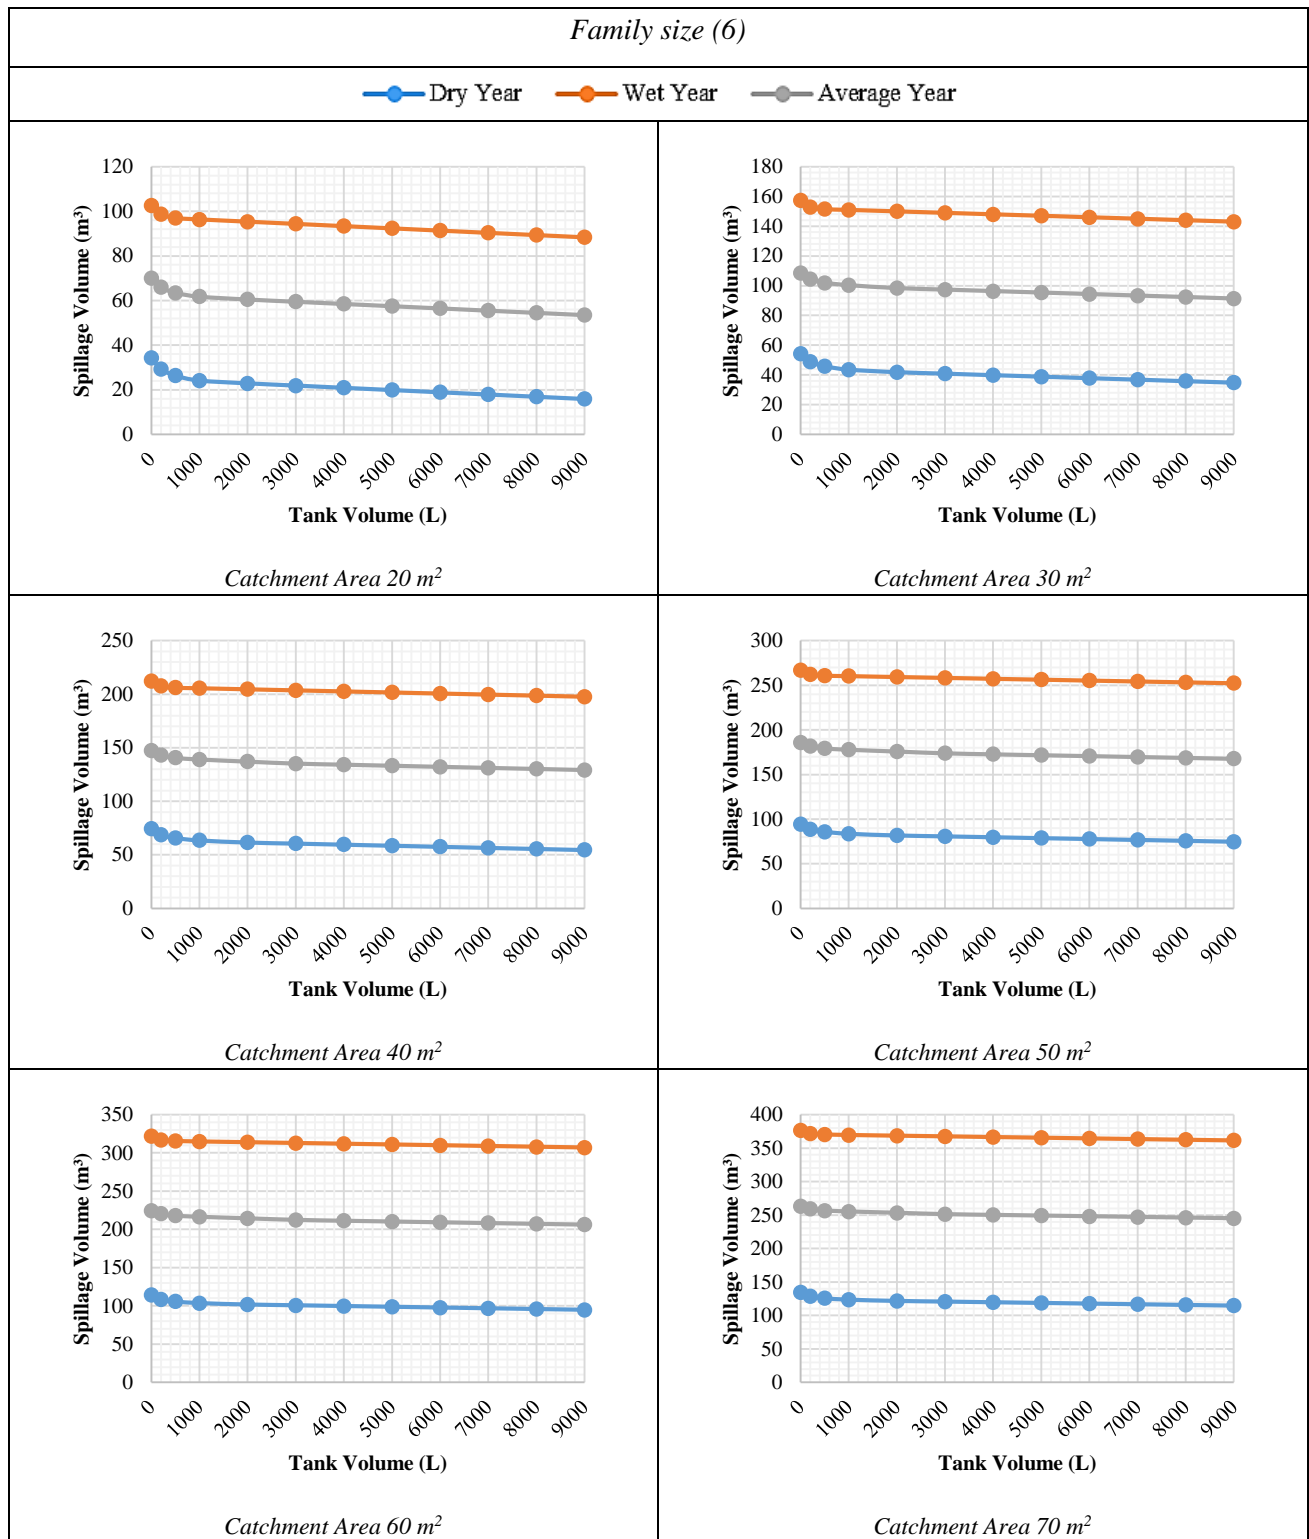 Family size (6)
Dry Year Wet Year Average Year
120
100
80
60
40
20
0
Spillage Volume (m³)
0 1000 2000 3000 4000 5000 6000 7000 8000 9000
Tank Volume (L)
Catchment Area 20 m²
180
160
140
120
100
80
60
40
20
0
Spillage Volume (m³)
0 1000 2000 3000 4000 5000 6000 7000 8000 9000
Tank Volume (L)
Catchment Area 30 m²
250
200
150
100
50
0
Spillage Volume (m³)
0 1000 2000 3000 4000 5000 6000 7000 8000 9000
Tank Volume (L)
Catchment Area 40 m²
300
250
200
150
100
50
0
Spillage Volume (m³)
0 1000 2000 3000 4000 5000 6000 7000 8000 9000
Tank Volume (L)
Catchment Area 50 m²
350
300
250
200
150
100
50
0
Spillage Volume (m³)
0 1000 2000 3000 4000 5000 6000 7000 8000 9000
Tank Volume (L)
Catchment Area 60 m²
400
350
300
250
200
150
100
50
0
Spillage Volume (m³)
0 1000 2000 3000 4000 5000 6000 7000 8000 9000
Tank Volume (L)
Catchment Area 70 m²